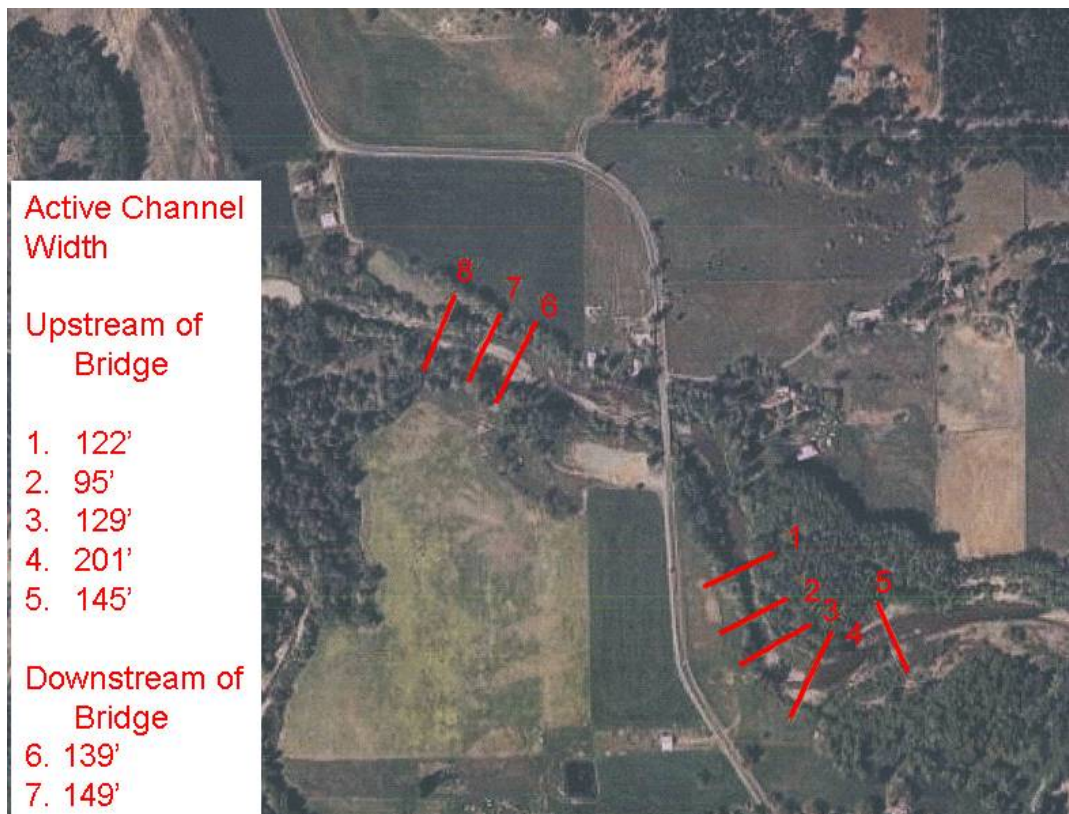 Active Channel
Width
Upstream of
Bridge
1. 122’
2. 95’
3. 129’
4. 201’
5. 145’
Downstream of
Bridge
6. 139’
7. 149’
8
7
6
1
2
3
4
5